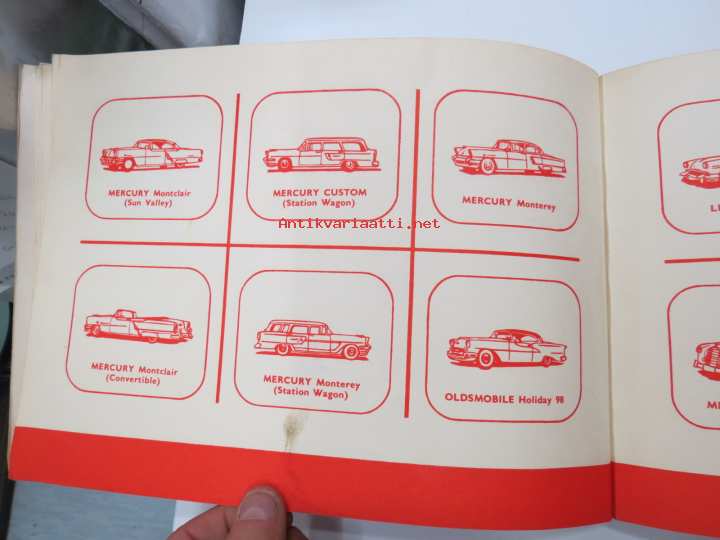 MERCURY Montclair
(Sun Valley)
MERCURY CUSTOM
(Station Wagon)
MERCURY Monterey
Antikvariaatti.net
MERCURY Montclair
(Convertible)
MERCURY Monterey
(Station Wagon)
OLDSMOBILE Holiday 98